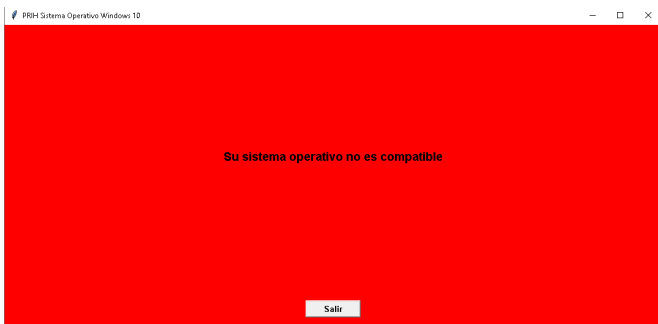 PRIH Sistema Operativo Windows 10
Su sistema operativo no es compatible
Salir